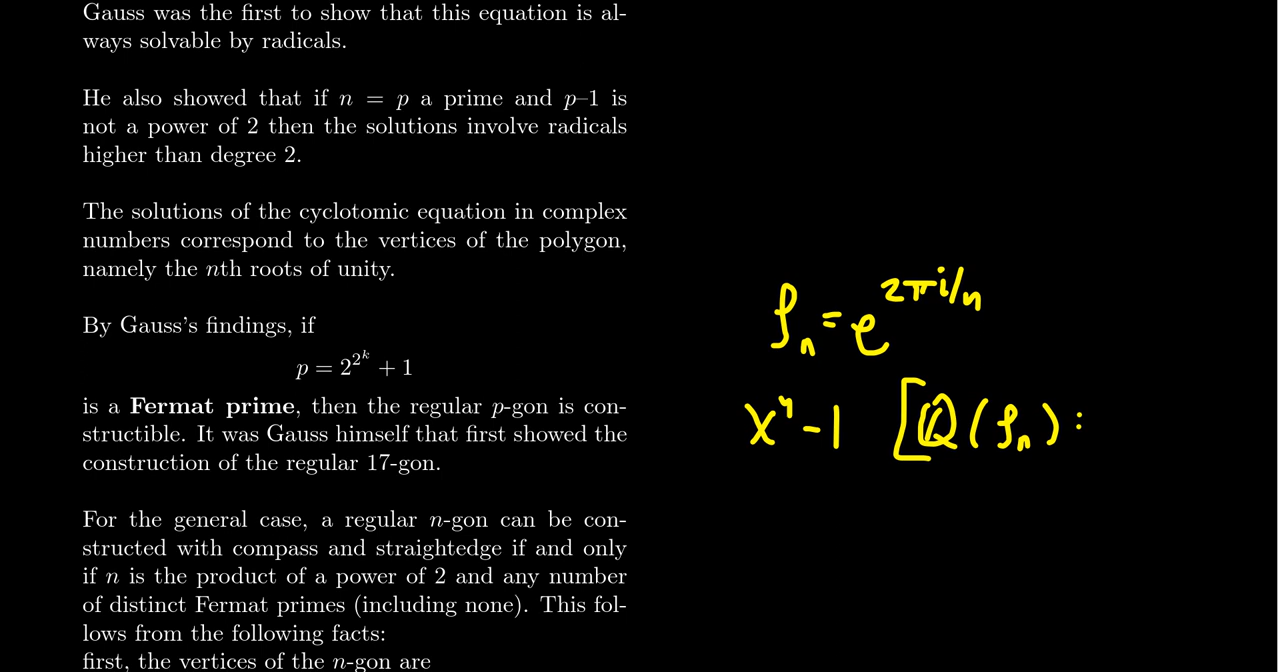 Gauss was the first to show that this equation is al-
ways solvable by radicals.
He also showed that if n = p a prime and p–1 is
not a power of 2 then the solutions involve radicals
higher than degree 2.
The solutions of the cyclotomic equation in complex
numbers correspond to the vertices of the polygon,
namely the nth roots of unity.
By Gauss's findings, if
p = 2^{2^k} + 1
is a Fermat prime, then the regular p-gon is con-
structible. It was Gauss himself that first showed the
construction of the regular 17-gon.
For the general case, a regular n-gon can be con-
structed with compass and straightedge if and only
if n is the product of a power of 2 and any number
of distinct Fermat primes (including none). This fol-
lows from the following facts:
first, the vertices of the n-gon are
ζ_n = e^{2πi/n}
x^n - 1 [ℚ(ζ_n) :